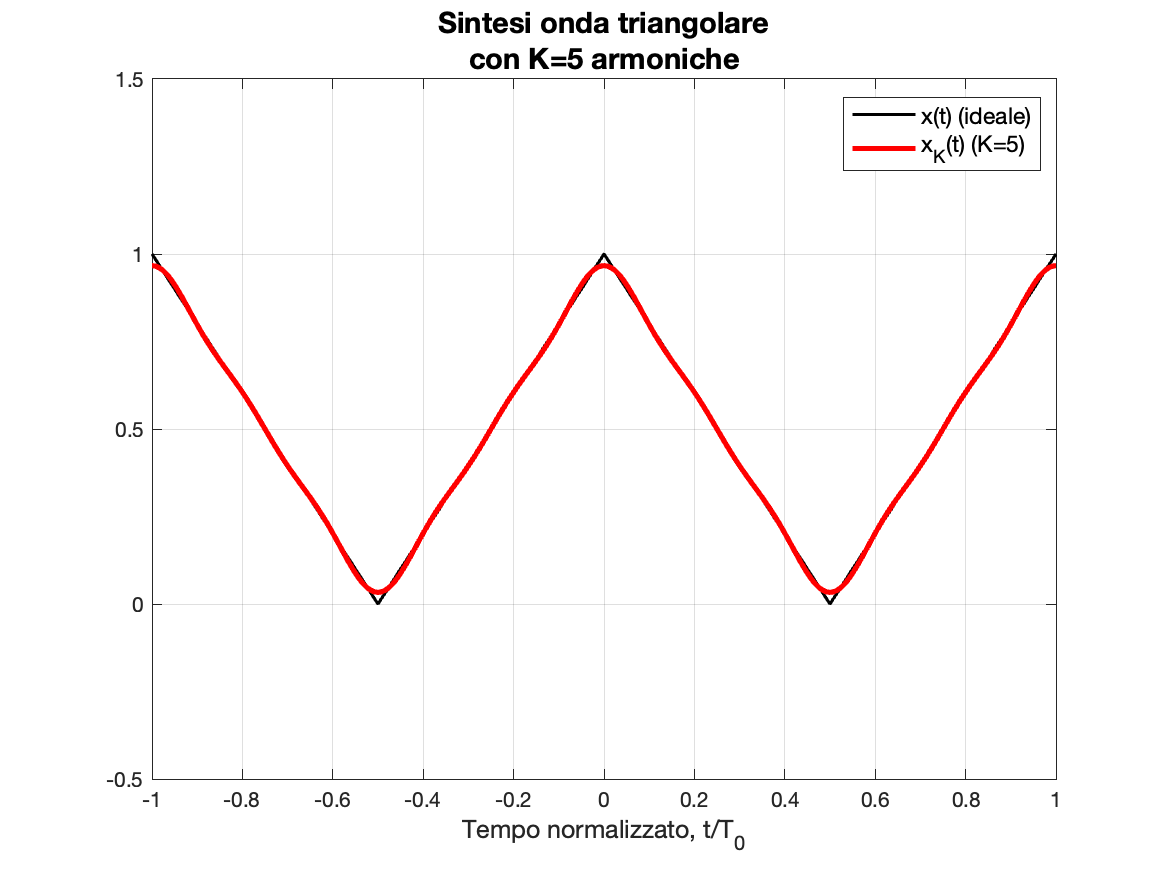 Sintesi onda triangolare
con K=5 armoniche
1.5
x(t) (ideale)
x_K(t) (K=5)
1
0.5
0
-0.5
-1 -0.8 -0.6 -0.4 -0.2 0 0.2 0.4 0.6 0.8 1
Tempo normalizzato, t/T_0